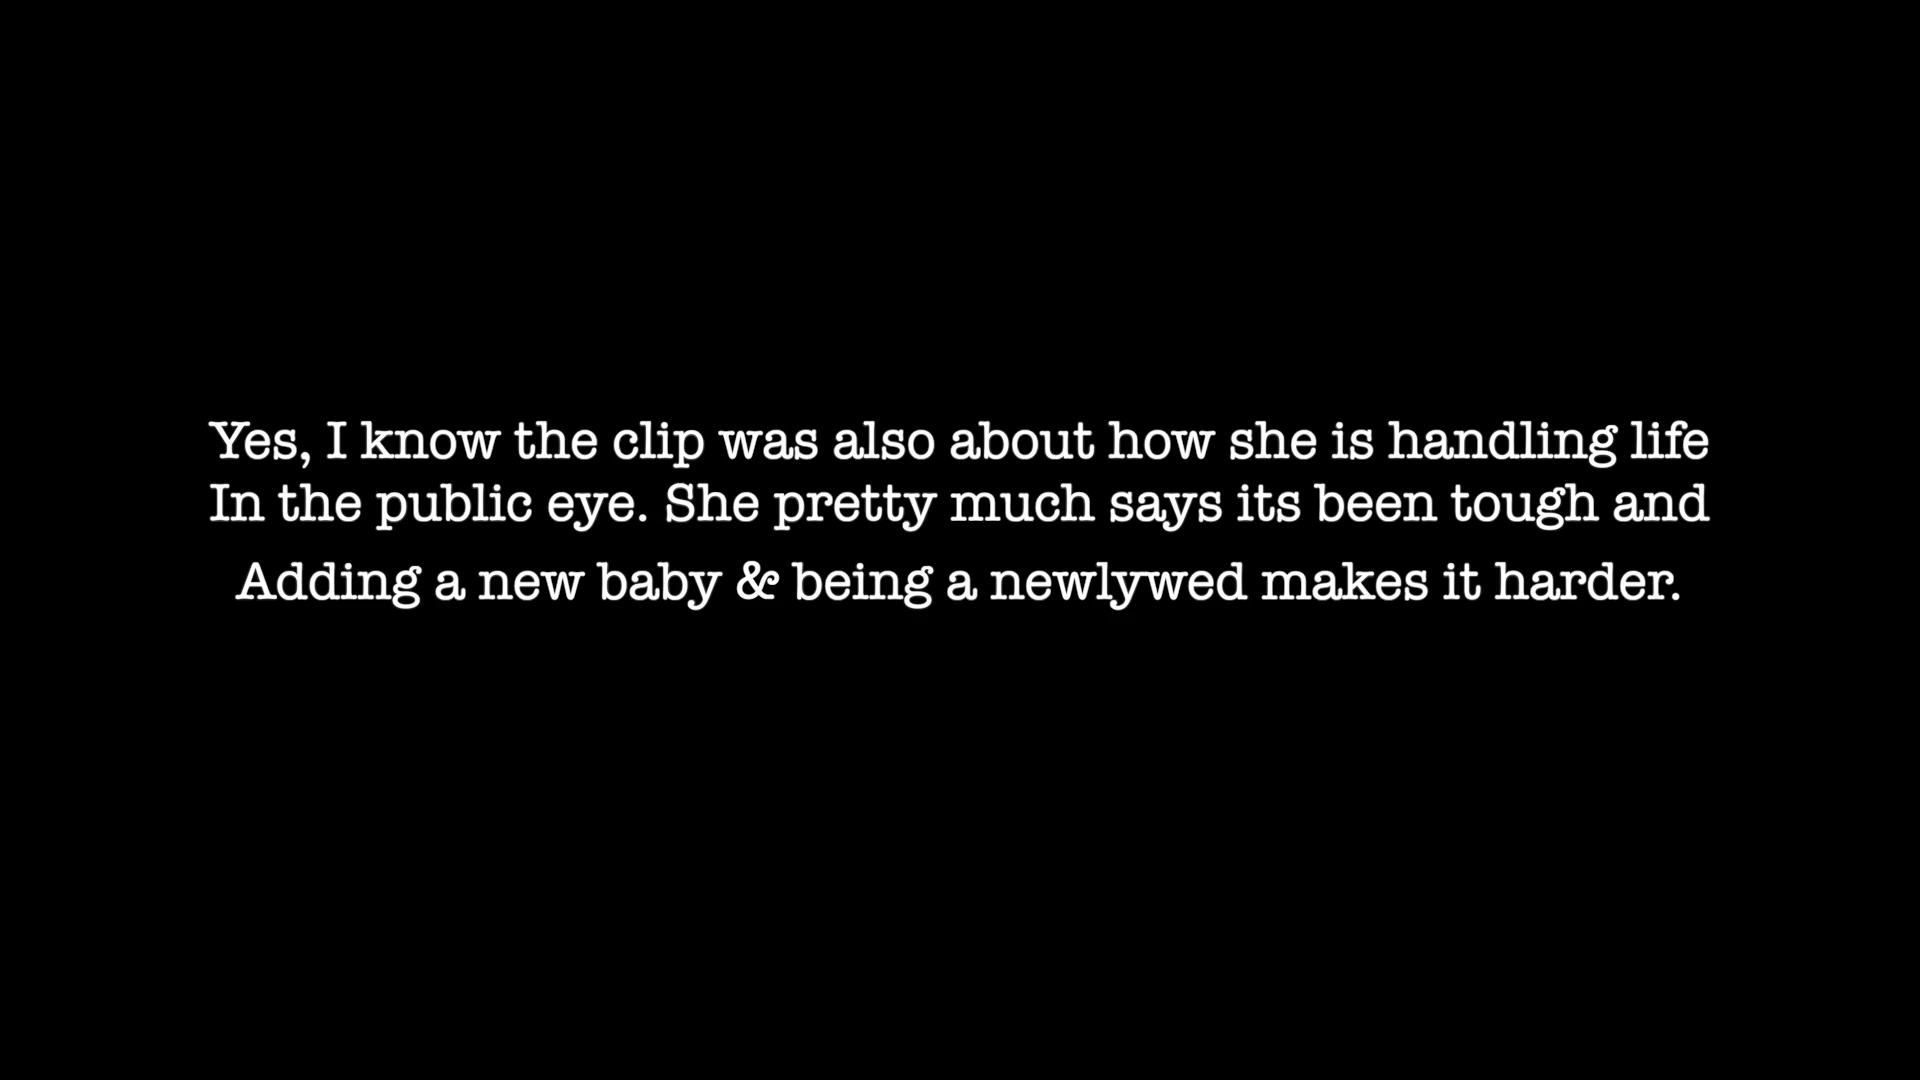 Yes, I know the clip was also about how she is handling life
In the public eye. She pretty much says its been tough and
Adding a new baby & being a newlywed makes it harder.